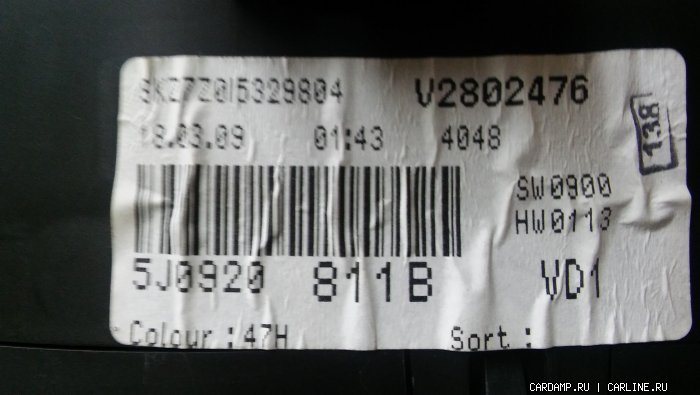 SKZ7Z0I5329804 V2802476
18.03.09 01:43 4048
138
SW0900
HW0113
5J0920 811B VD1
Colour :47H Sort :
CARDAMP.RU | CARLINE.RU